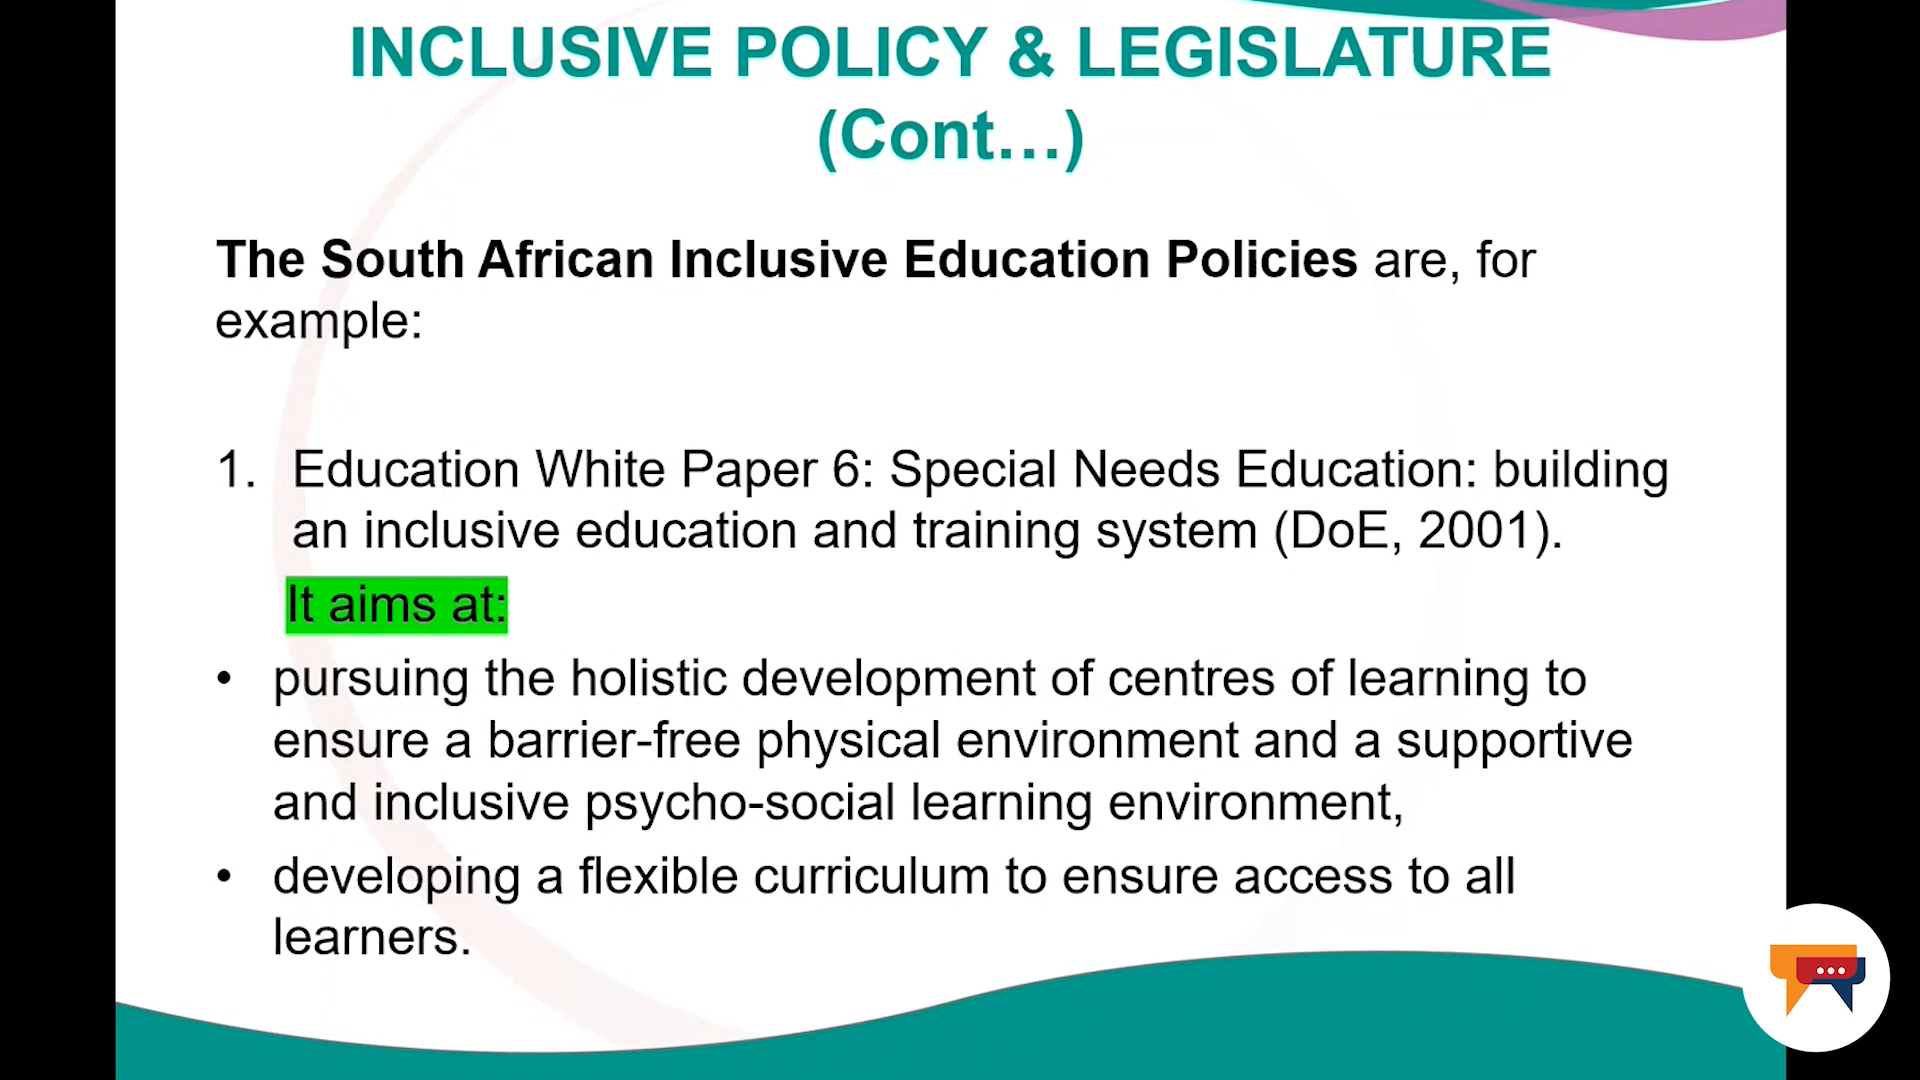 INCLUSIVE POLICY & LEGISLATURE
(Cont…)
The South African Inclusive Education Policies are, for
example:
1. Education White Paper 6: Special Needs Education: building
an inclusive education and training system (DoE, 2001).
It aims at:
• pursuing the holistic development of centres of learning to
ensure a barrier-free physical environment and a supportive
and inclusive psycho-social learning environment,
• developing a flexible curriculum to ensure access to all
learners.